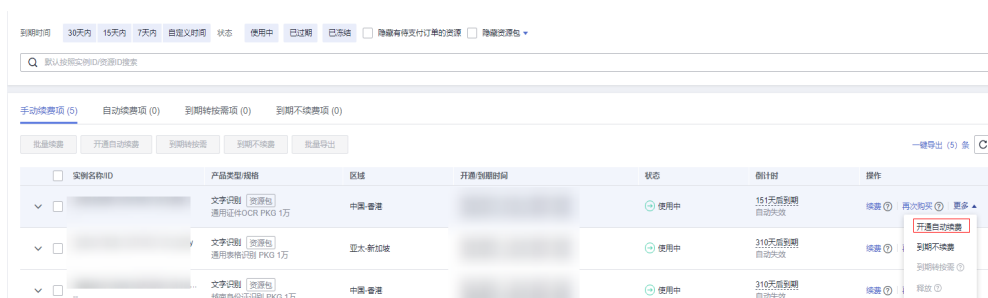 到期时间 30天内 15天内 7天内 自定义时间 状态 使用中 已过期 已冻结 隐藏有待支付订单的资源 隐藏资源包
默认按照实例ID/资源ID搜索
手动续费项 (5) 自动续费项 (0) 到期转按需项 (0) 到期不续费项 (0)
批量续费 开通自动续费 到期转按需 到期不续费 批量导出 一键导出 (5) 条
实例名称/ID 产品类型/规格 区域 开通/到期时间 状态 倒计时 操作
文字识别 资源包 中国-香港 使用中 151天后到期 续费 再次购买 更多
通用证件OCR PKG 1万 自动失效
开通自动续费
文字识别 资源包 亚太-新加坡 使用中 310天后到期 续费 到期不续费
通用表格识别 PKG 1万 自动失效
到期转按需
文字识别 资源包 中国-香港 使用中 310天后到期 续费 释放
越南身份证识别 PKG 1万 自动失效